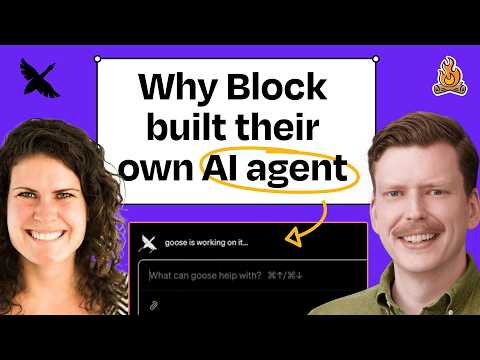 Why Block
built their
own AI agent
goose is working on it...
What can goose help with? ⌘↑/⌘↓